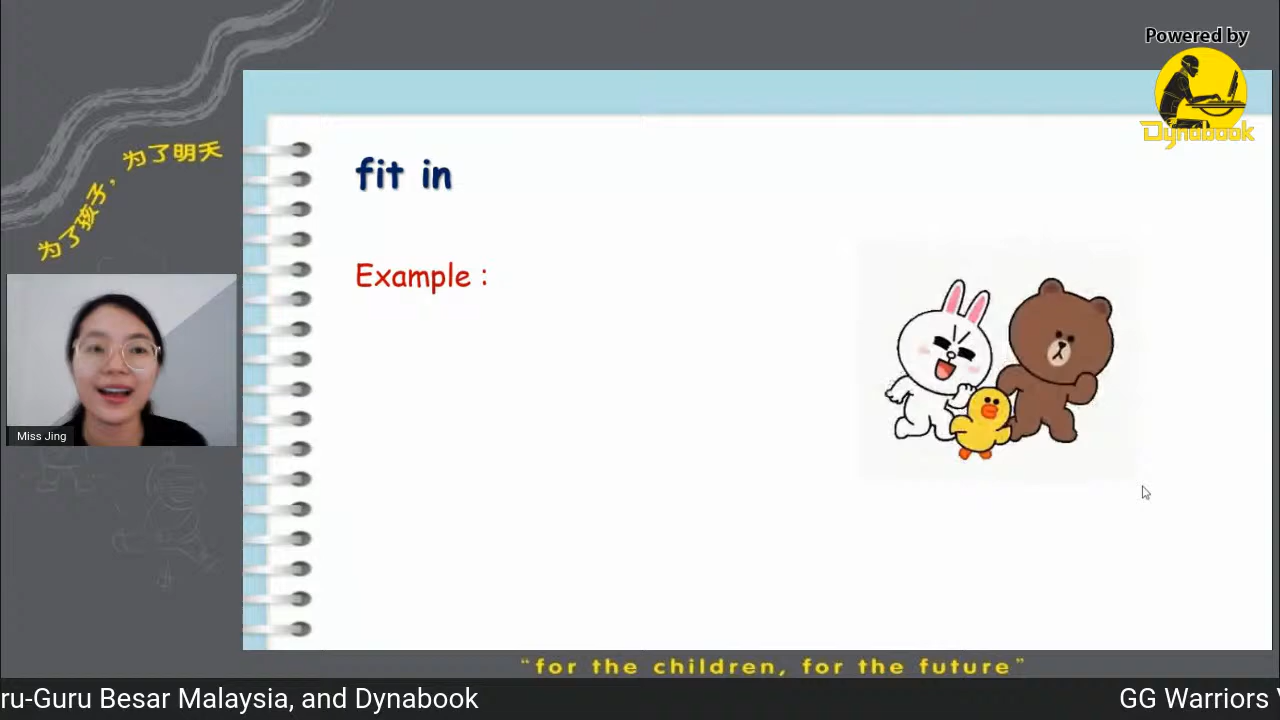 Powered by
Dynabook
为了孩子，为了明天
fit in
Example :
Miss Jing
“for the children, for the future”
ru-Guru Besar Malaysia, and Dynabook
GG Warriors